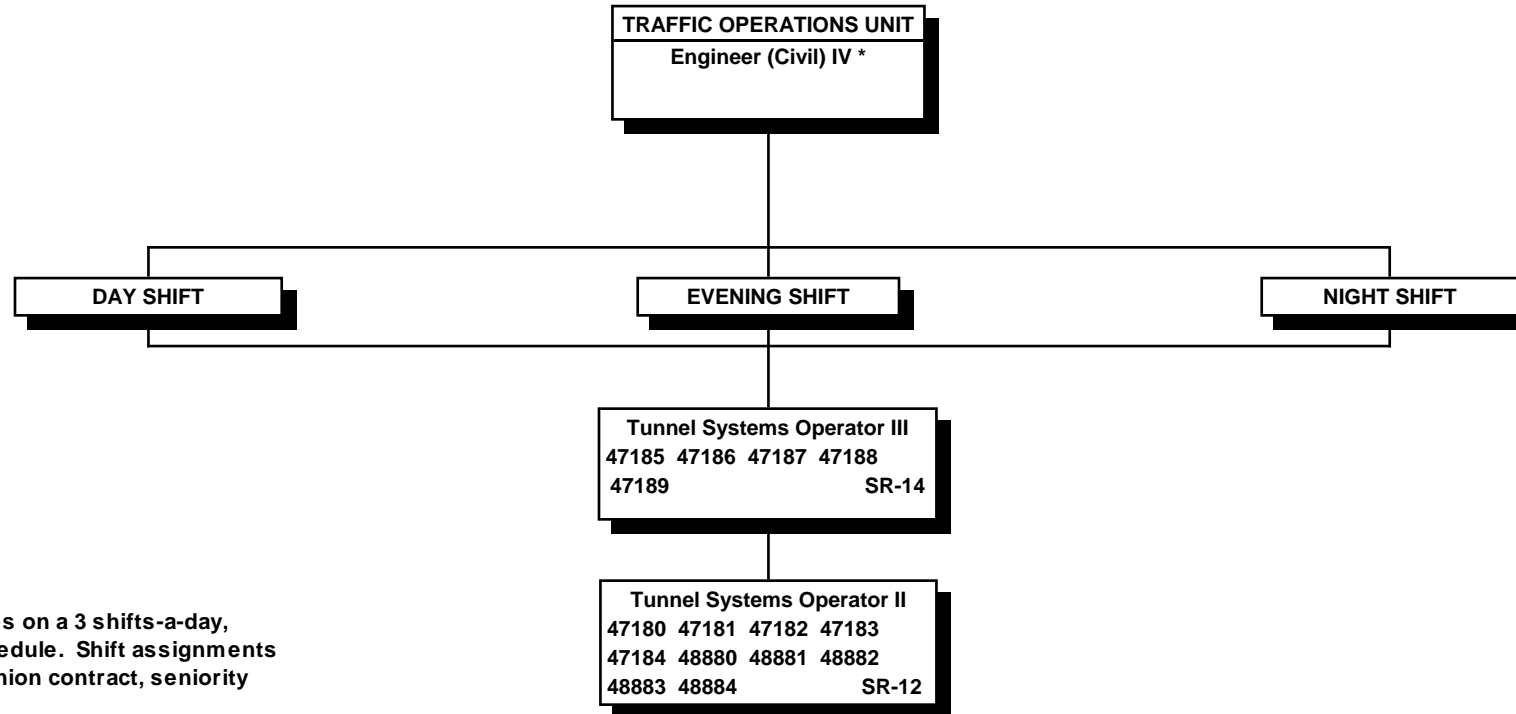 TRAFFIC OPERATIONS UNIT
Engineer (Civil) IV *
DAY SHIFT
EVENING SHIFT
NIGHT SHIFT
Tunnel Systems Operator III
47185 47186 47187 47188
47189 SR-14
Tunnel Systems Operator II
47180 47181 47182 47183
47184 48880 48881 48882
48883 48884 SR-12
on a 3 shifts-a-day,
Shift assignments
contract, seniority